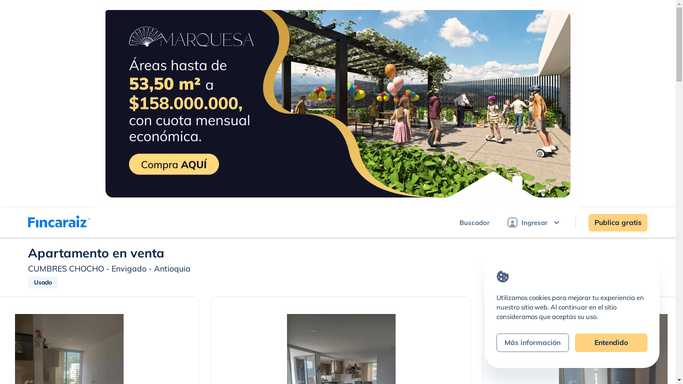 MARQUESA
Áreas hasta de
53,50 m² a
$158.000.000,
con cuota mensual
económica.
Compra AQUÍ
Fincaraiz
Buscador
Ingresar
Publica gratis
Apartamento en venta
CUMBRES CHOCHO - Envigado - Antioquia
Usado
Utilizamos cookies para mejorar tu experiencia en
nuestro sitio web. Al continuar en el sitio
consideramos que aceptas su uso.
Más información
Entendido